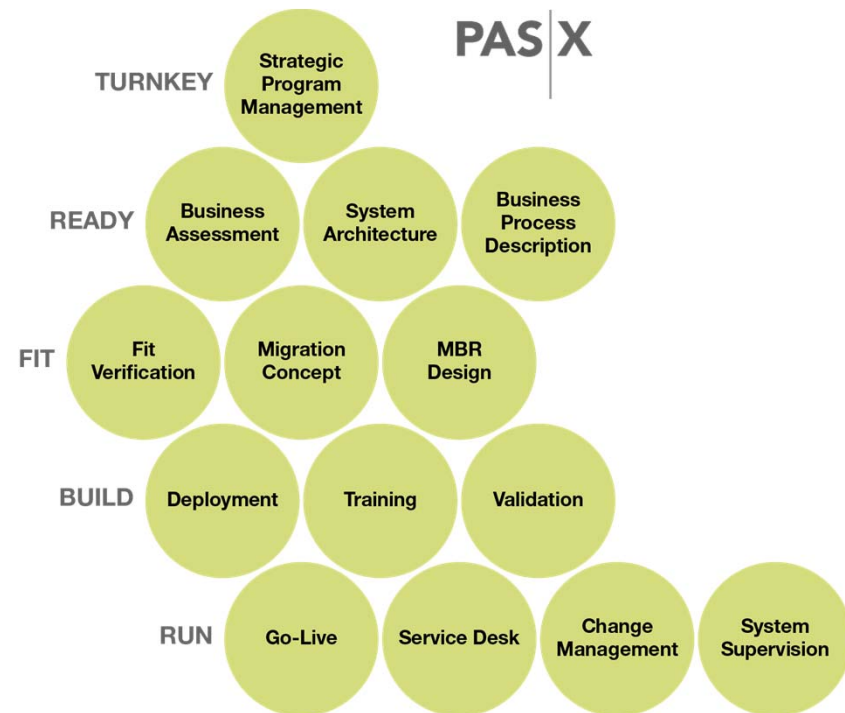 PAS|X
TURNKEY
Strategic
Program
Management
READY
Business
Assessment
System
Architecture
Business
Process
Description
FIT
Fit
Verification
Migration
Concept
MBR
Design
BUILD
Deployment
Training
Validation
RUN
Go-Live
Service Desk
Change
Management
System
Supervision